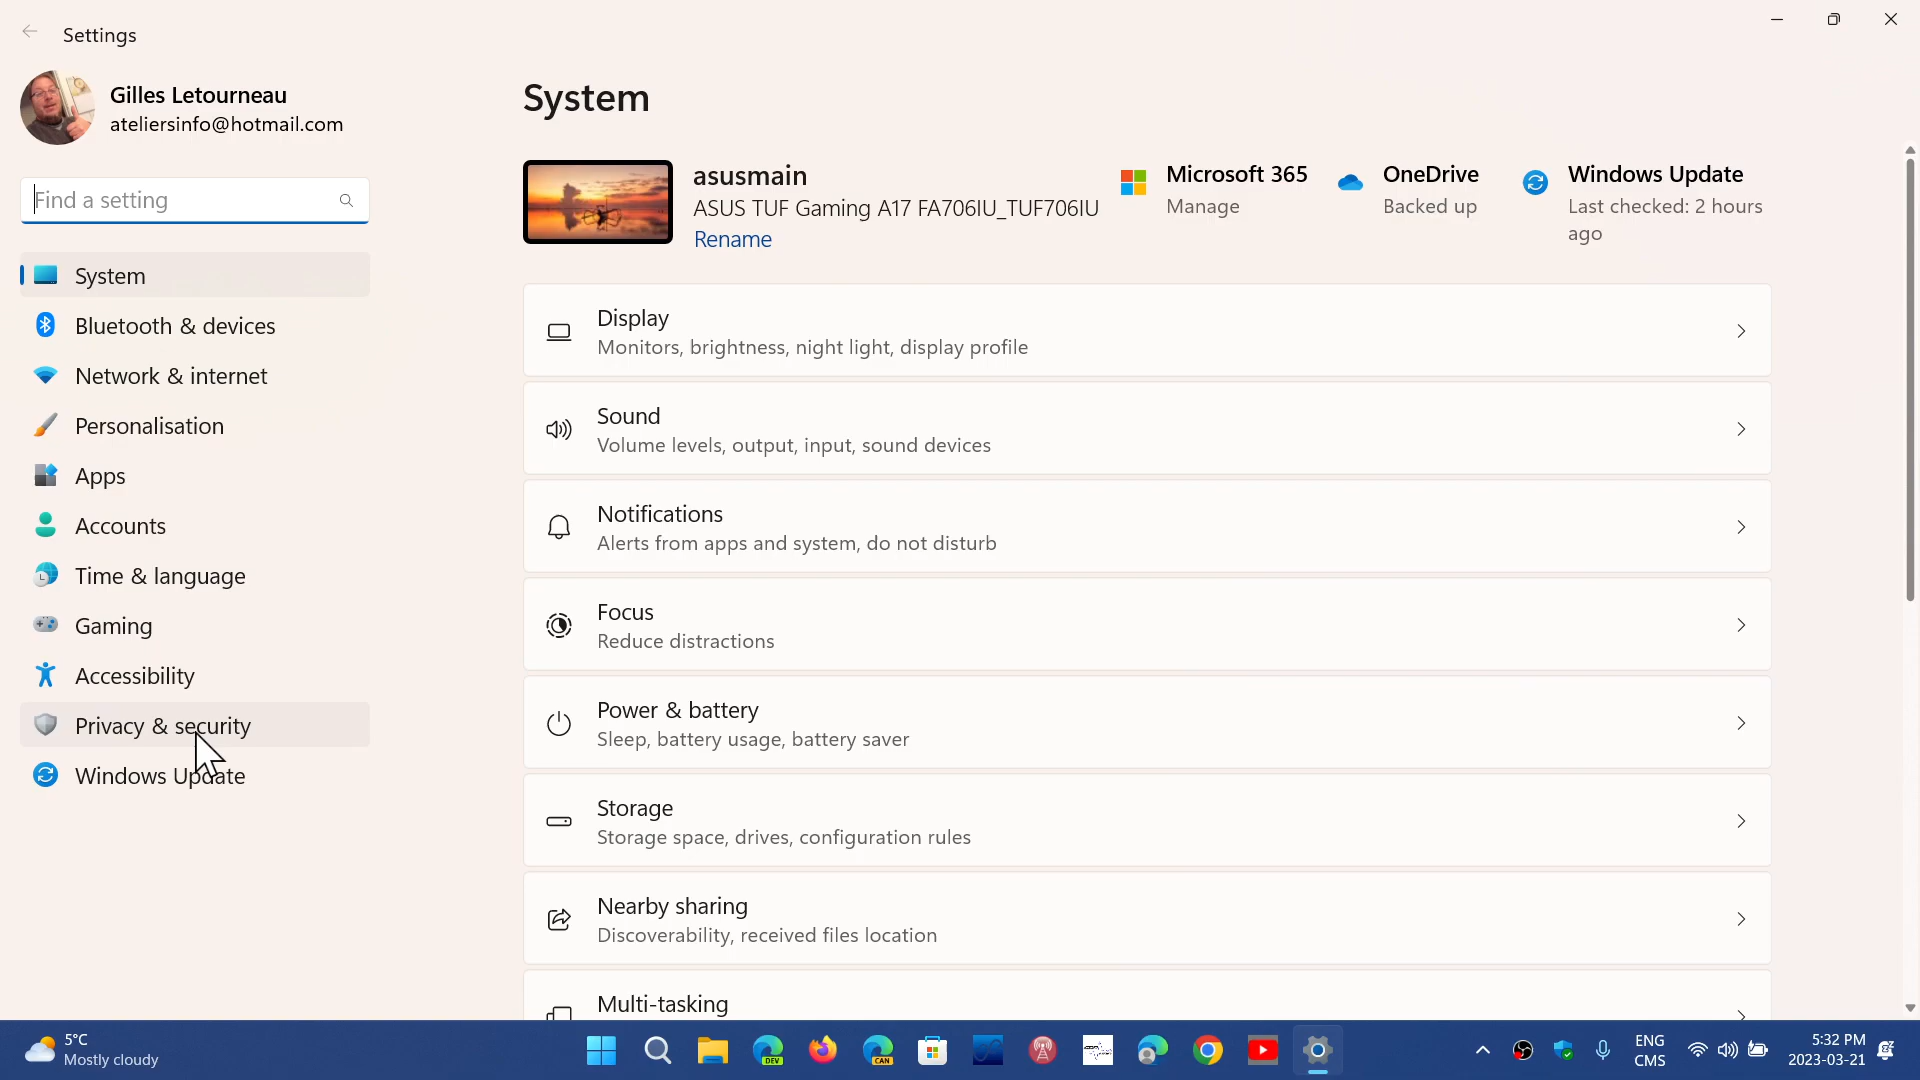 Settings
Gilles Letourneau
ateliersinfo@hotmail.com
Find a setting
System
Bluetooth & devices
Network & internet
Personalisation
Apps
Accounts
Time & language
Gaming
Accessibility
Privacy & security
Windows Update
System
asusmain
ASUS TUF Gaming A17 FA706IU_TUF706IU
Rename
Microsoft 365
Manage
OneDrive
Backed up
Windows Update
Last checked: 2 hours
ago
Display
Monitors, brightness, night light, display profile
Sound
Volume levels, output, input, sound devices
Notifications
Alerts from apps and system, do not disturb
Focus
Reduce distractions
Power & battery
Sleep, battery usage, battery saver
Storage
Storage space, drives, configuration rules
Nearby sharing
Discoverability, received files location
Multi-tasking
5°C
Mostly cloudy
DEV
CAN
ENG
CMS
5:32 PM
2023-03-21